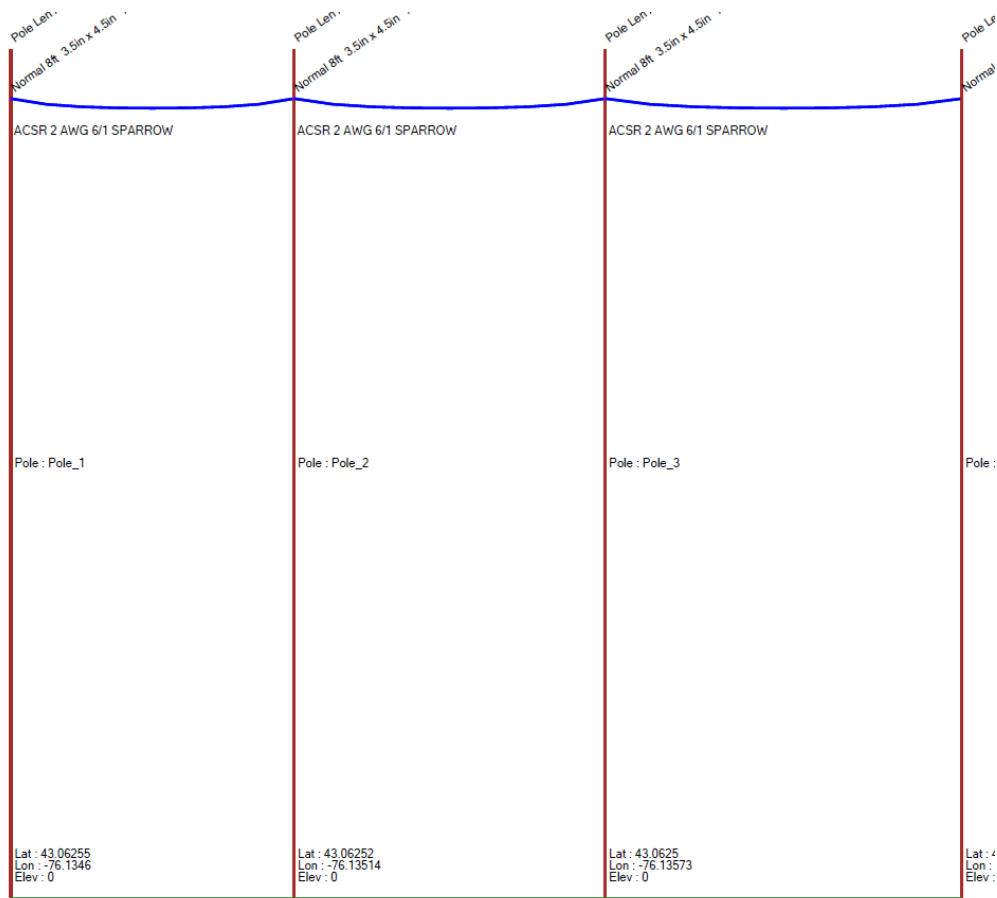 Pole Len
Pole Len
Pole Len
Pole Le
Normal 8ft 3.5in x 4.5in
Normal 8ft 3.5in x 4.5in
Normal 8ft 3.5in x 4.5in
Normal
ACSR 2 AWG 6/1 SPARROW
ACSR 2 AWG 6/1 SPARROW
ACSR 2 AWG 6/1 SPARROW
Pole : Pole_1
Pole : Pole_2
Pole : Pole_3
Pole :
Lat : 43.06255
Lon : -76.1346
Elev : 0
Lat : 43.06252
Lon : -76.13514
Elev : 0
Lat : 43.0625
Lon : -76.13573
Elev : 0
Lat : 4
Lon :
Elev :